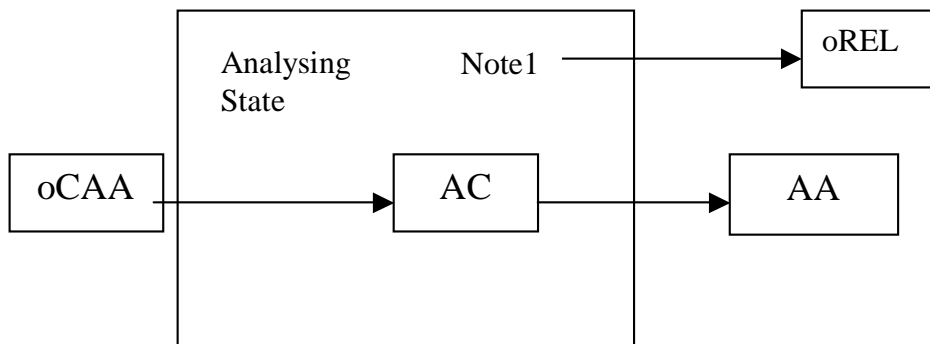 Analysing
State
Note1
oREL
oCAA
AC
AA